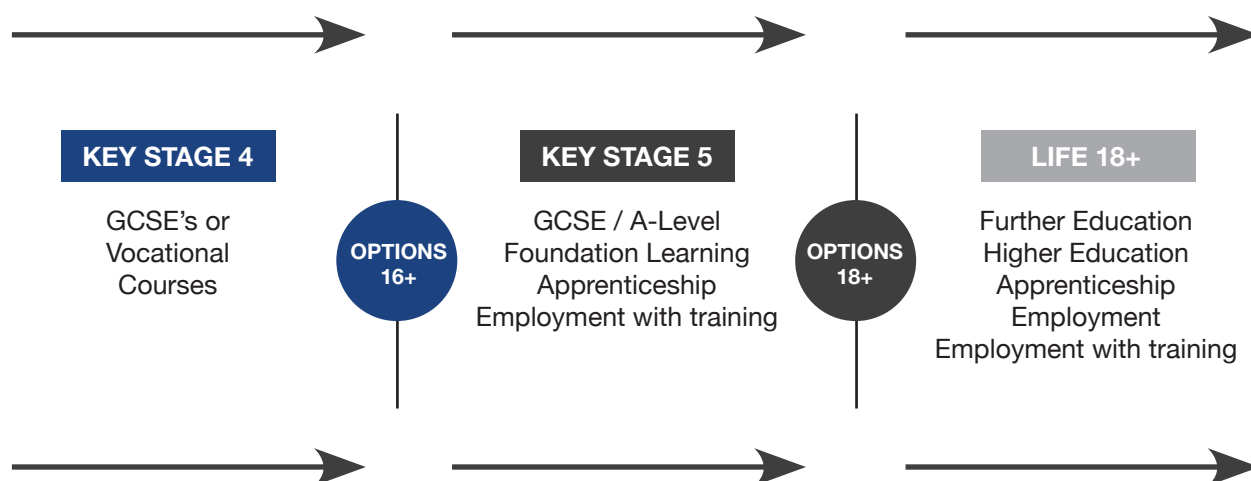 KEY STAGE 4
GCSE's or
Vocational
Courses
OPTIONS
16+
KEY STAGE 5
GCSE / A-Level
Foundation Learning
Apprenticeship
Employment with training
OPTIONS
18+
LIFE 18+
Further Education
Higher Education
Apprenticeship
Employment
Employment with training